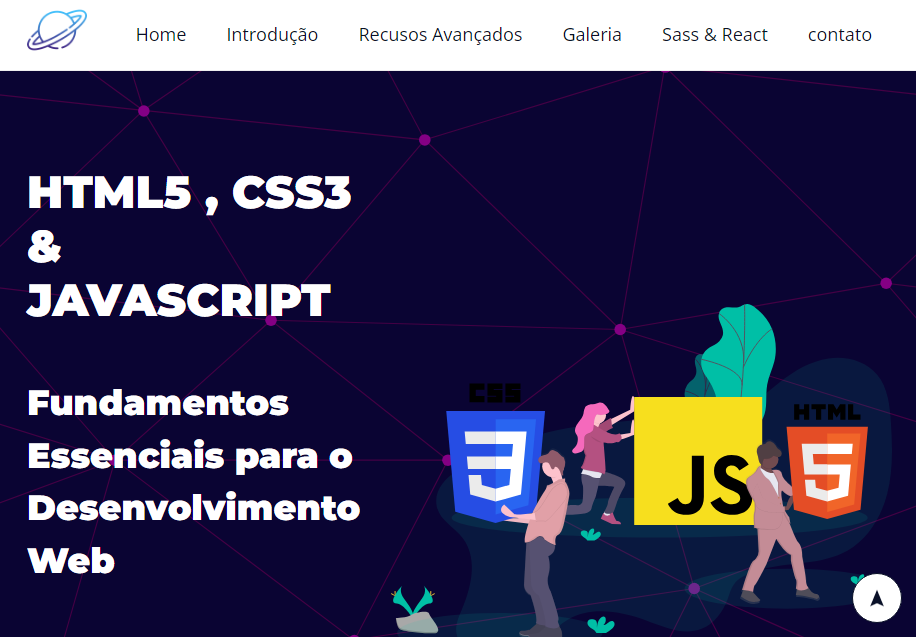 Home Introdução Recusos Avançados Galeria Sass & React contato
HTML5 , CSS3
&
JAVASCRIPT
Fundamentos
Essenciais para o
Desenvolvimento
Web
CSS
3
JS
HTML
5